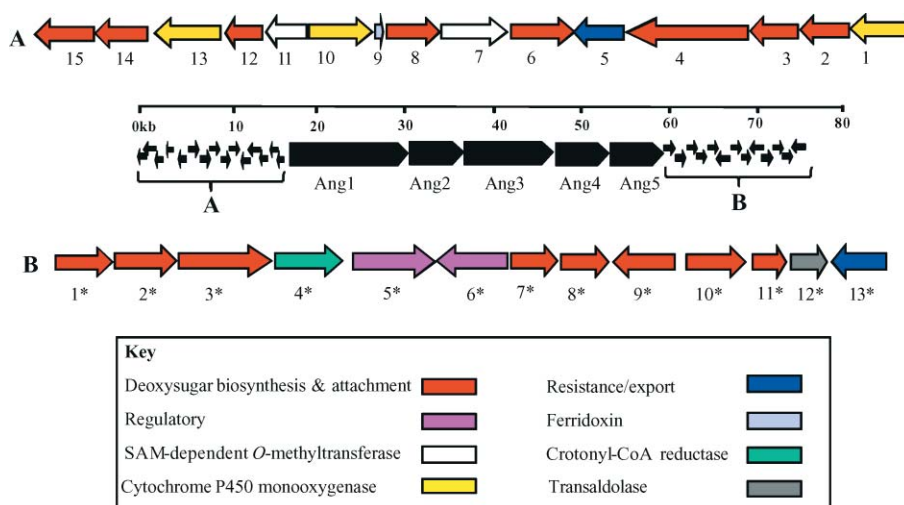 A
15 14 13 12 11 10 9 8 7 6 5 4 3 2 1
0kb 10 20 30 40 50 60 70 80
Ang1 Ang2 Ang3 Ang4 Ang5
A B
B
1* 2* 3* 4* 5* 6* 7* 8* 9* 10* 11* 12* 13*
Key
Deoxysugar biosynthesis & attachment Resistance/export
Regulatory Ferridoxin
SAM-dependent O-methyltransferase Crotonyl-CoA reductase
Cytochrome P450 monooxygenase Transaldolase